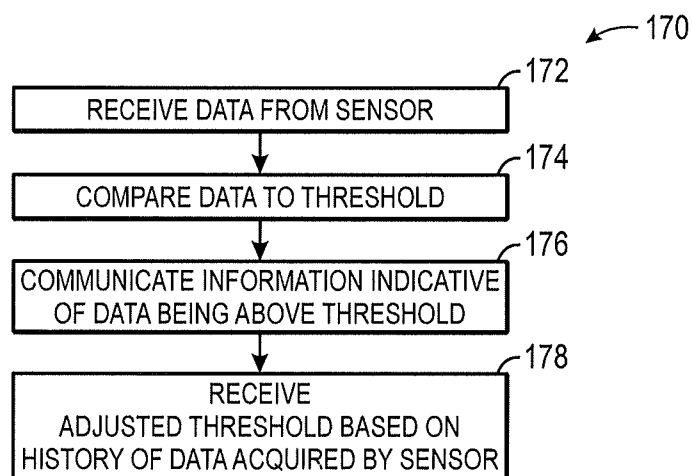 170
172
RECEIVE DATA FROM SENSOR
174
COMPARE DATA TO THRESHOLD
176
COMMUNICATE INFORMATION INDICATIVE
OF DATA BEING ABOVE THRESHOLD
178
RECEIVE
ADJUSTED THRESHOLD BASED ON
HISTORY OF DATA ACQUIRED BY SENSOR